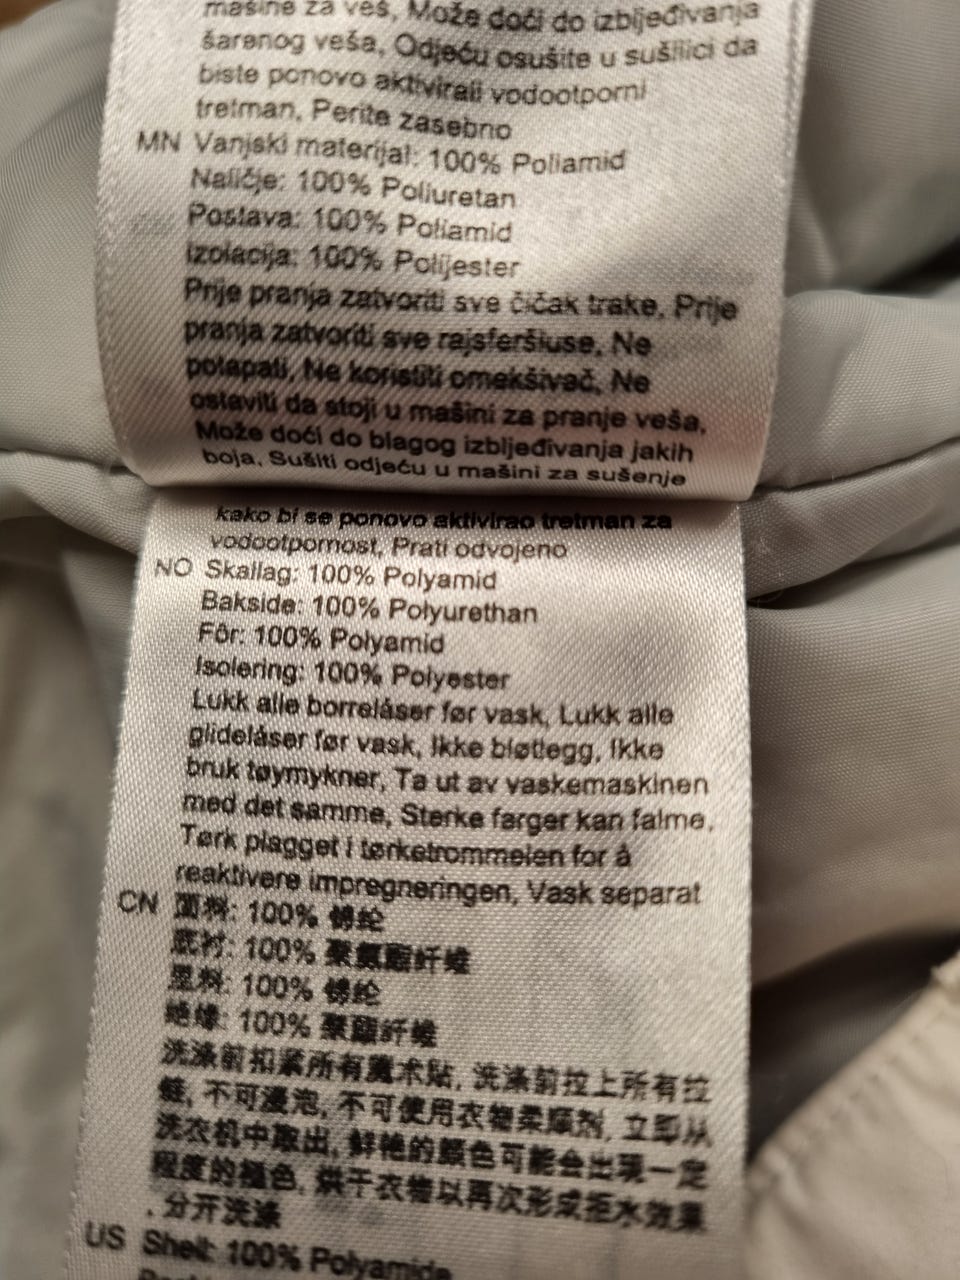 mašine za veš, Može doći do izbljeđivanja
šarenog veša, Odjeću osušite u sušilici da
biste ponovo aktivirali vodootporni
tretman, Perite zasebno
MN Vanjski materijal: 100% Poliamid
Naličje: 100% Poliuretan
Postava: 100% Poliamid
Izolacija: 100% Polijester
Prije pranja zatvoriti sve čičak trake, Prije
pranja zatvoriti sve rajsferšluse, Ne
potapati, Ne koristiti omekšivač, Ne
ostaviti da stoji u mašini za pranje veša,
Može doći do blagog izbljeđivanja jakih
boja, Sušiti odjeću u mašini za sušenje
kako bi se ponovo aktivirao tretman za
vodootpornost, Prati odvojeno
NO Skallag: 100% Polyamid
Bakside: 100% Polyurethan
Fôr: 100% Polyamid
Isolering: 100% Polyester
Lukk alle borrelåser før vask, Lukk alle
glidelåser før vask, Ikke bløtlegg, Ikke
bruk tøymykner, Ta ut av vaskemaskinen
med det samme, Sterke farger kan falme,
Tørk plagget i tørketrommelen for å
reaktivere impregneringen, Vask separat
CN 面料: 100% 锦纶
底衬: 100% 聚氨酯纤维
里料: 100% 锦纶
绝缘: 100% 聚酯纤维
洗涤前扣紧所有魔术贴, 洗涤前拉上所有拉
链, 不可浸泡, 不可使用衣物柔顺剂, 立即从
洗衣机中取出, 鲜艳的颜色可能会出现一定
程度的褪色, 烘干衣物以再次形成拒水效果
, 分开洗涤
US Shell: 100% Polyamide